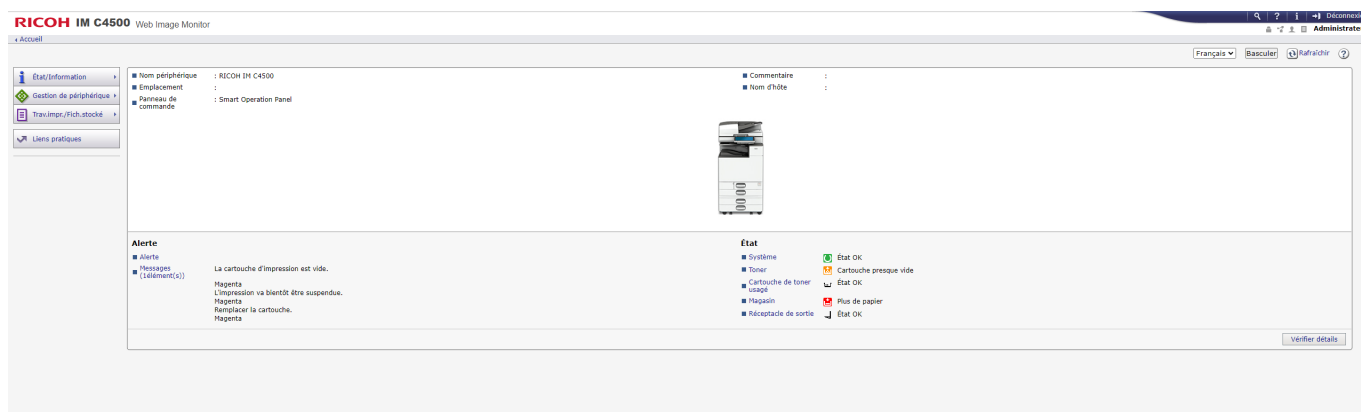 RICOH IM C4500 Web Image Monitor
? i Déconnexi
Accueil
Administrate
Français Basculer Rafraîchir ?
État/Information
Gestion de périphérique
Trav.impr./Fich.stocké
Liens pratiques
Nom périphérique : RICOH IM C4500
Emplacement :
Panneau de commande : Smart Operation Panel
Commentaire :
Nom d'hôte :
Alerte
Alerte
Messages (1élément(s))
La cartouche d'impression est vide.
Magenta
L'impression va bientôt être suspendue.
Magenta
Remplacer la cartouche.
Magenta
État
Système État OK
Toner Cartouche presque vide
Cartouche de toner usagé État OK
Magasin Plus de papier
Réceptacle de sortie État OK
Vérifier détails